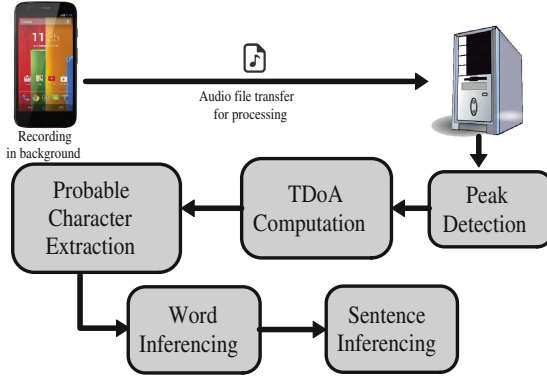 11:35
Recording
in background
Audio file transfer
for processing
Peak
Detection
TDoA
Computation
Probable
Character
Extraction
Word
Inferencing
Sentence
Inferencing